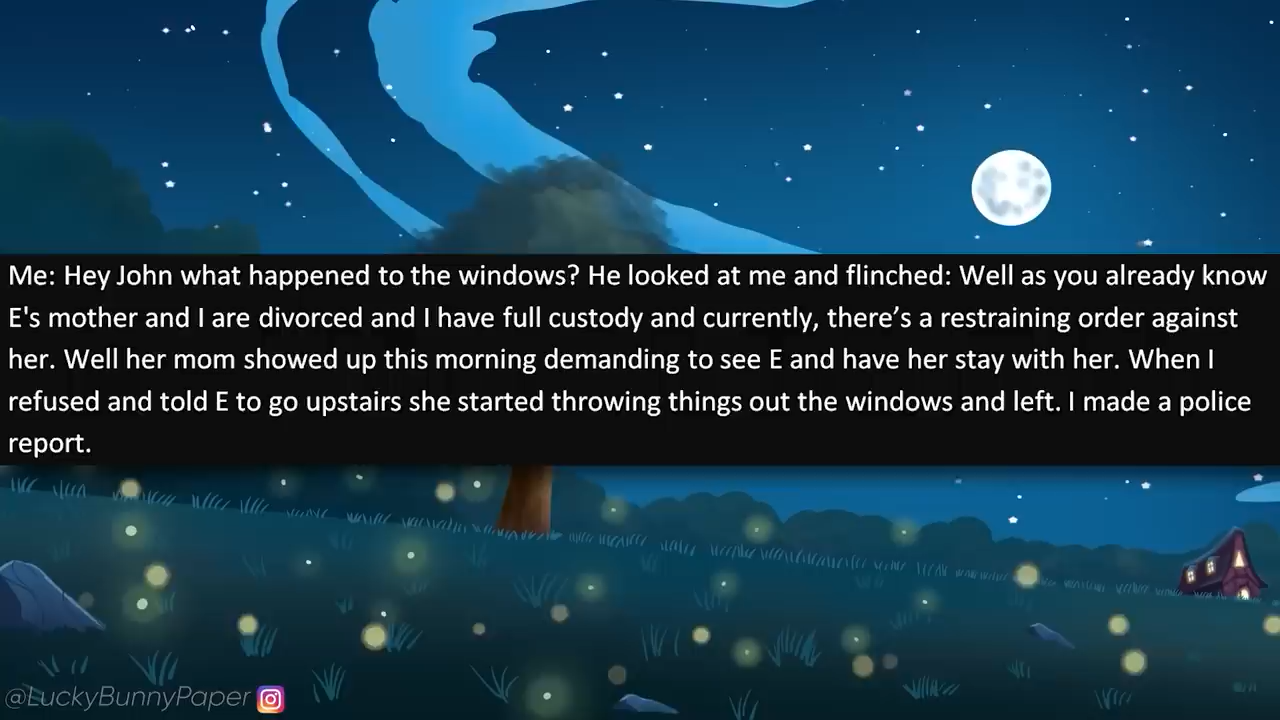 Me: Hey John what happened to the windows? He looked at me and flinched: Well as you already know
E's mother and I are divorced and I have full custody and currently, there’s a restraining order against
her. Well her mom showed up this morning demanding to see E and have her stay with her. When I
refused and told E to go upstairs she started throwing things out the windows and left. I made a police
report.
@LuckyBunnyPaper